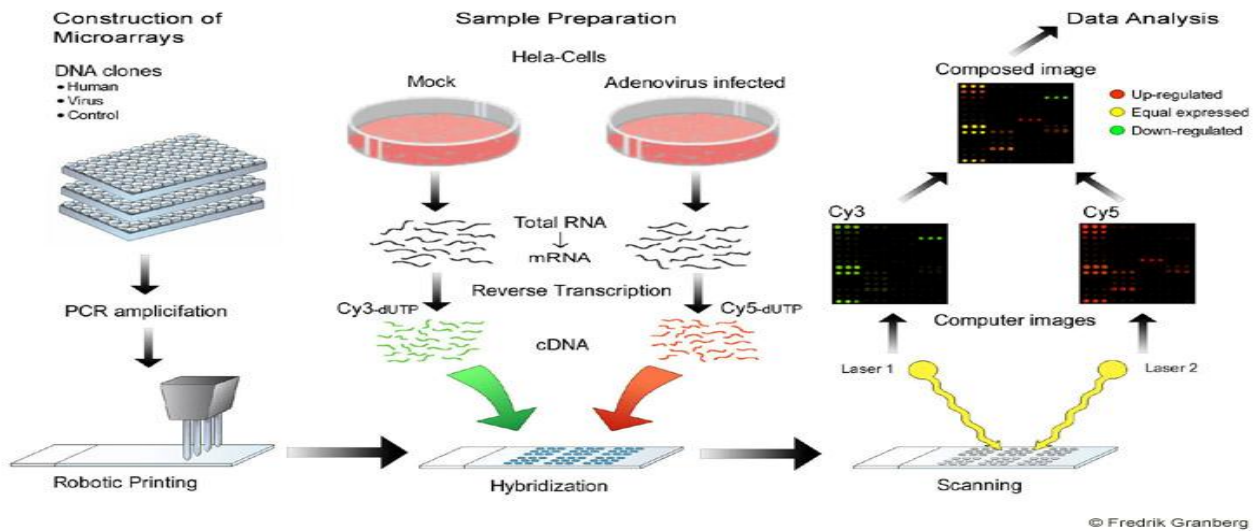 Construction of
Microarrays
DNA clones
• Human
• Virus
• Control
PCR amplicifation
Robotic Printing
Sample Preparation
Hela-Cells
Mock
Adenovirus infected
Total RNA
mRNA
Reverse Transcription
Cy3-dUTP
Cy5-dUTP
cDNA
Hybridization
Data Analysis
Composed image
Up-regulated
Equal expressed
Down-regulated
Cy3
Cy5
Computer images
Laser 1
Laser 2
Scanning
© Fredrik Granberg